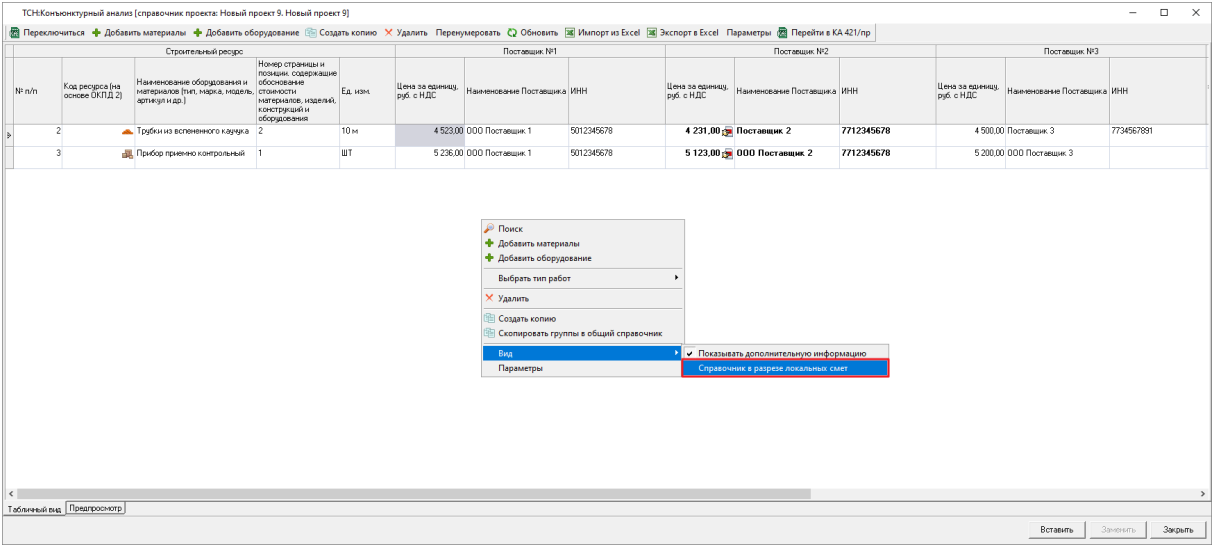 ТСН:Конъюнктурный анализ [справочник проекта: Новый проект 9. Новый проект 9]
Переключиться Добавить материалы Добавить оборудование Создать копию Удалить Перенумеровать Обновить Импорт из Excel Экспорт в Excel Параметры Перейти в КА 421/пр
Строительный ресурс Поставщик №1 Поставщик №2 Поставщик №3
№ п/п
Код ресурса (на основе ОКПД 2)
Наименование оборудования и материалов (тип, марка, модель, артикул и др.)
Номер страницы и позиции. содержащие обоснование стоимости материалов, изделий, конструкций и оборудования
Ед. изм.
Цена за единицу, руб. с НДС Наименование Поставщика ИНН
Цена за единицу, руб. с НДС Наименование Поставщика ИНН
Цена за единицу, руб. с НДС Наименование Поставщика ИНН
2 Трубки из вспененного каучука 2 10 м 4 523,00 ООО Поставщик 1 5012345678 4 231,00 Поставщик 2 7712345678 4 500,00 Поставщик 3 7734567891
3 Прибор приемно контрольный 1 ШТ 5 236,00 ООО Поставщик 1 5012345678 5 123,00 ООО Поставщик 2 7712345678 5 200,00 ООО Поставщик 3
Поиск
Добавить материалы
Добавить оборудование
Выбрать тип работ
Удалить
Создать копию
Скопировать группы в общий справочник
Вид
Параметры
Показывать дополнительную информацию
Справочник в разрезе локальных смет
Табличный вид Предпросмотр
Вставить Заменить Закрыть